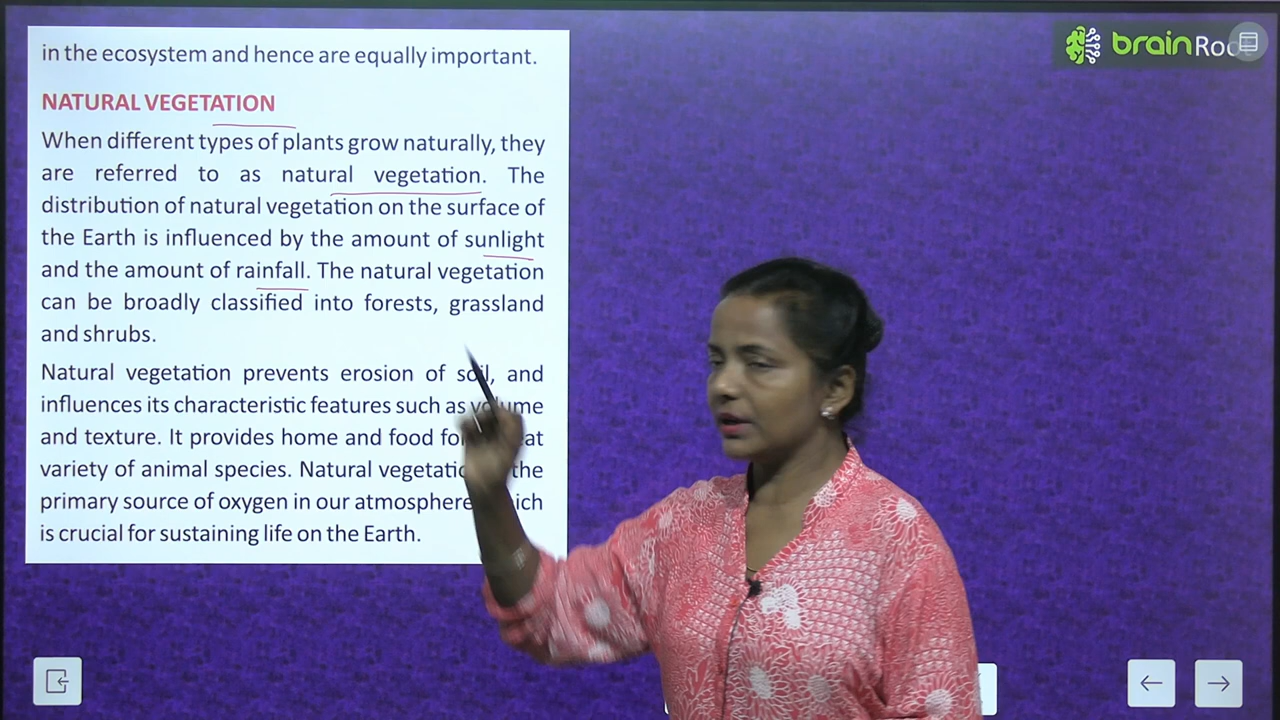 in the ecosystem and hence are equally important.
NATURAL VEGETATION
When different types of plants grow naturally, they
are referred to as natural vegetation. The
distribution of natural vegetation on the surface of
the Earth is influenced by the amount of sunlight
and the amount of rainfall. The natural vegetation
can be broadly classified into forests, grassland
and shrubs.
Natural vegetation prevents erosion of soil, and
influences its characteristic features such as volume
and texture. It provides home and food
variety of animal species. Natural the
primary source of oxygen in our atmosphere
is crucial for sustaining life on the Earth.
brain